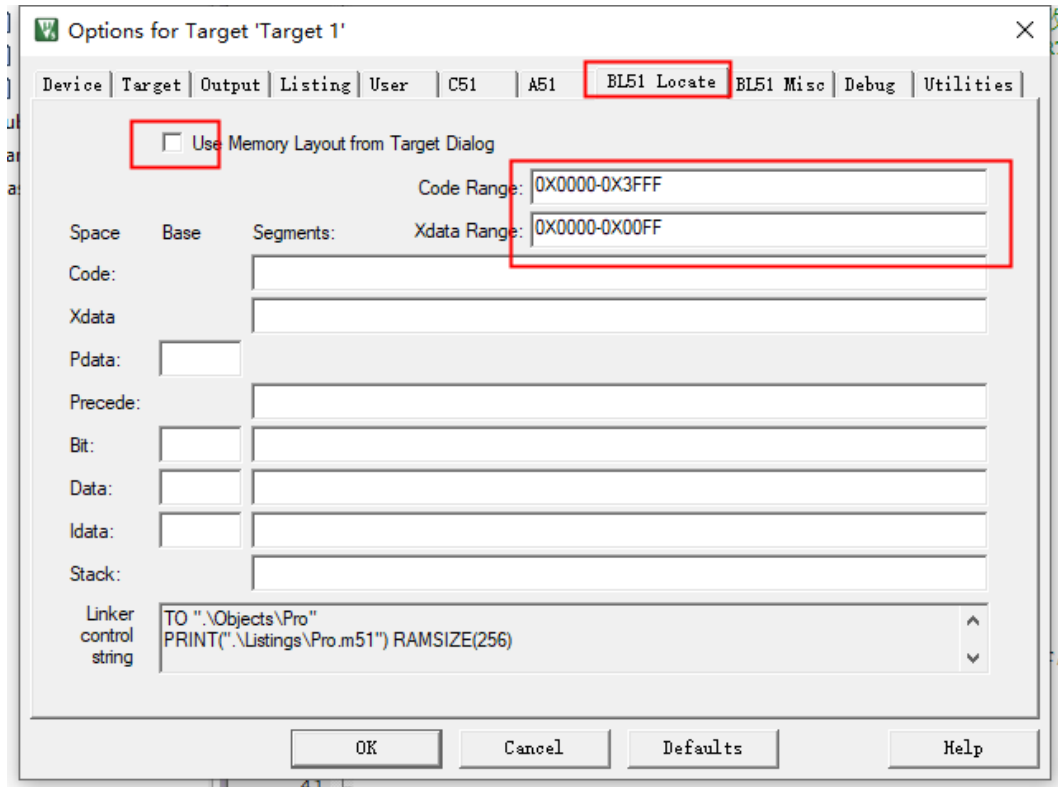 Options for Target 'Target 1'
Device Target Output Listing User C51 A51 BL51 Locate BL51 Misc Debug Utilities
Use Memory Layout from Target Dialog
Code Range: 0X0000-0X3FFF
Space Base Segments: Xdata Range: 0X0000-0X00FF
Code:
Xdata
Pdata:
Precede:
Bit:
Data:
Idata:
Stack:
Linker control string
TO ".\Objects\Pro"
PRINT(".\Listings\Pro.m51") RAMSIZE(256)
OK Cancel Defaults Help